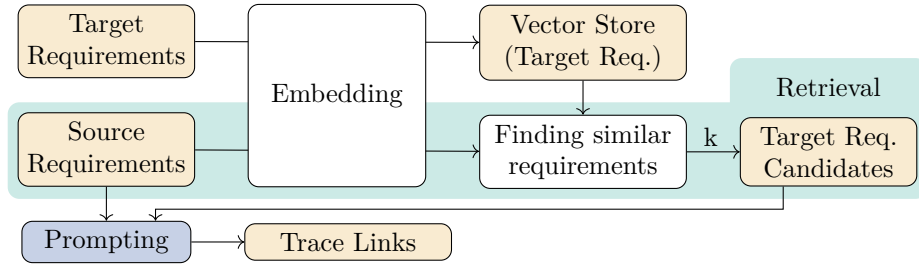 Target
Requirements
Embedding
Vector Store
(Target Req.)
Retrieval
Source
Requirements
Finding similar
requirements
k
Target Req.
Candidates
Prompting
Trace Links